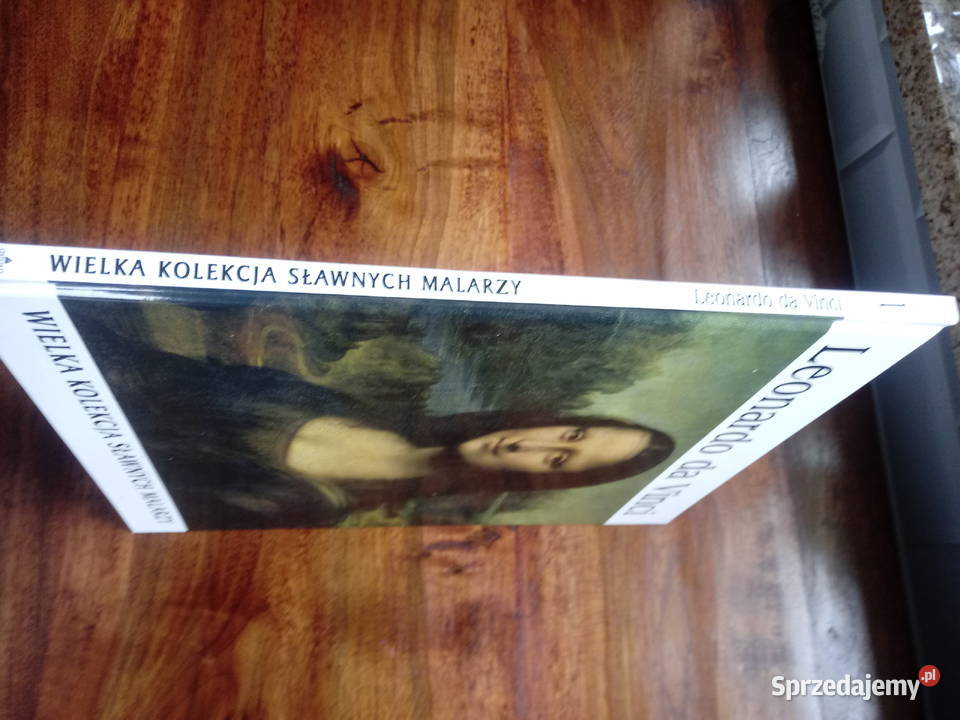 WIELKA KOLEKCJA SŁAWNYCH MALARZY
Leonardo da Vinci
1
Leonardo da Vinci
WIELKA KOLEKCJA SŁAWNYCH MALARZY
Sprzedajemy.pl